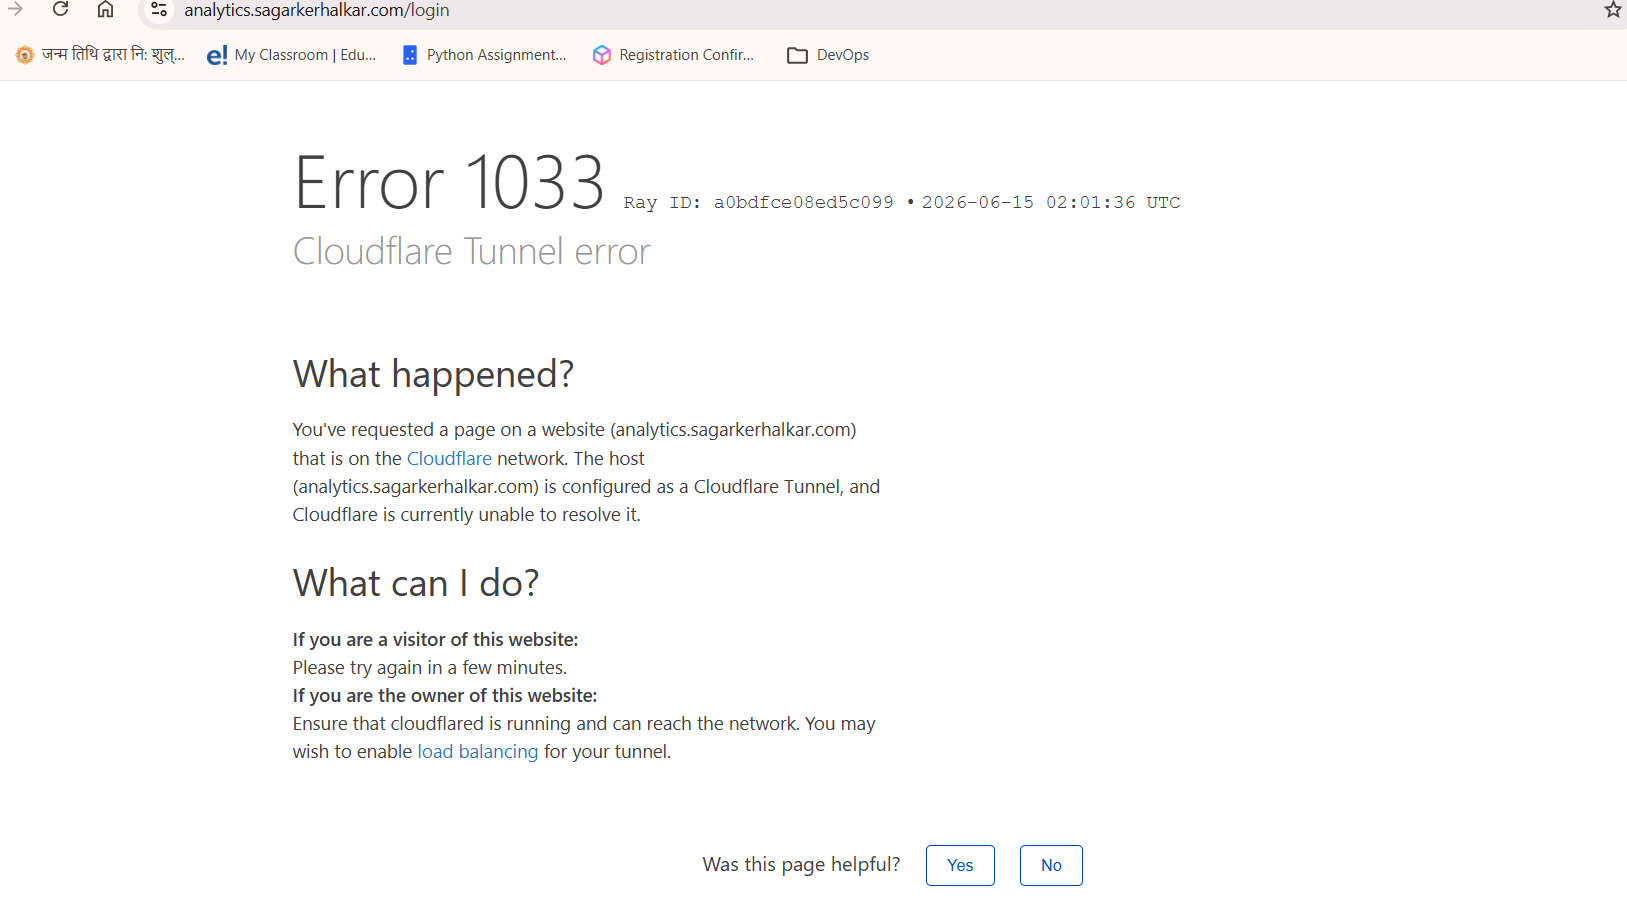 analytics.sagarkerhalkar.com/login
जन्म तिथि द्वारा नि: शुल्...
e! My Classroom | Edu...
Python Assignment...
Registration Confir...
DevOps
Error 1033 Ray ID: a0bdfce08ed5c099 • 2026-06-15 02:01:36 UTC
Cloudflare Tunnel error
What happened?
You've requested a page on a website (analytics.sagarkerhalkar.com)
that is on the Cloudflare network. The host
(analytics.sagarkerhalkar.com) is configured as a Cloudflare Tunnel, and
Cloudflare is currently unable to resolve it.
What can I do?
If you are a visitor of this website:
Please try again in a few minutes.
If you are the owner of this website:
Ensure that cloudflared is running and can reach the network. You may
wish to enable load balancing for your tunnel.
Was this page helpful? Yes No